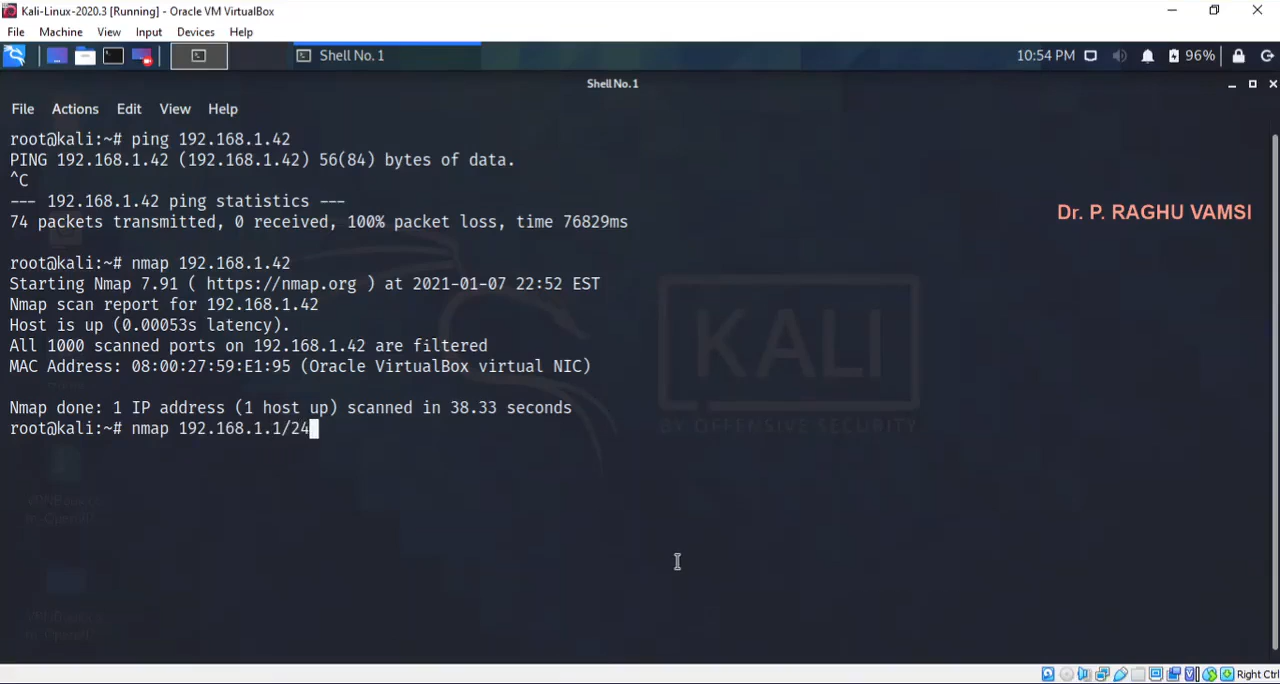 Kali-Linux-2020.3 [Running] - Oracle VM VirtualBox
File Machine View Input Devices Help
Shell No. 1 10:54 PM 96%
Shell No. 1
File Actions Edit View Help
root@kali:~# ping 192.168.1.42
PING 192.168.1.42 (192.168.1.42) 56(84) bytes of data.
^C
--- 192.168.1.42 ping statistics ---
Dr. P. RAGHU VAMSI
74 packets transmitted, 0 received, 100% packet loss, time 76829ms
root@kali:~# nmap 192.168.1.42
Starting Nmap 7.91 ( https://nmap.org ) at 2021-01-07 22:52 EST
Nmap scan report for 192.168.1.42
Host is up (0.00053s latency).
All 1000 scanned ports on 192.168.1.42 are filtered
MAC Address: 08:00:27:59:E1:95 (Oracle VirtualBox virtual NIC)
KALI
BY OFFENSIVE SECURITY
Nmap done: 1 IP address (1 host up) scanned in 38.33 seconds
root@kali:~# nmap 192.168.1.1/24
Right Ctrl